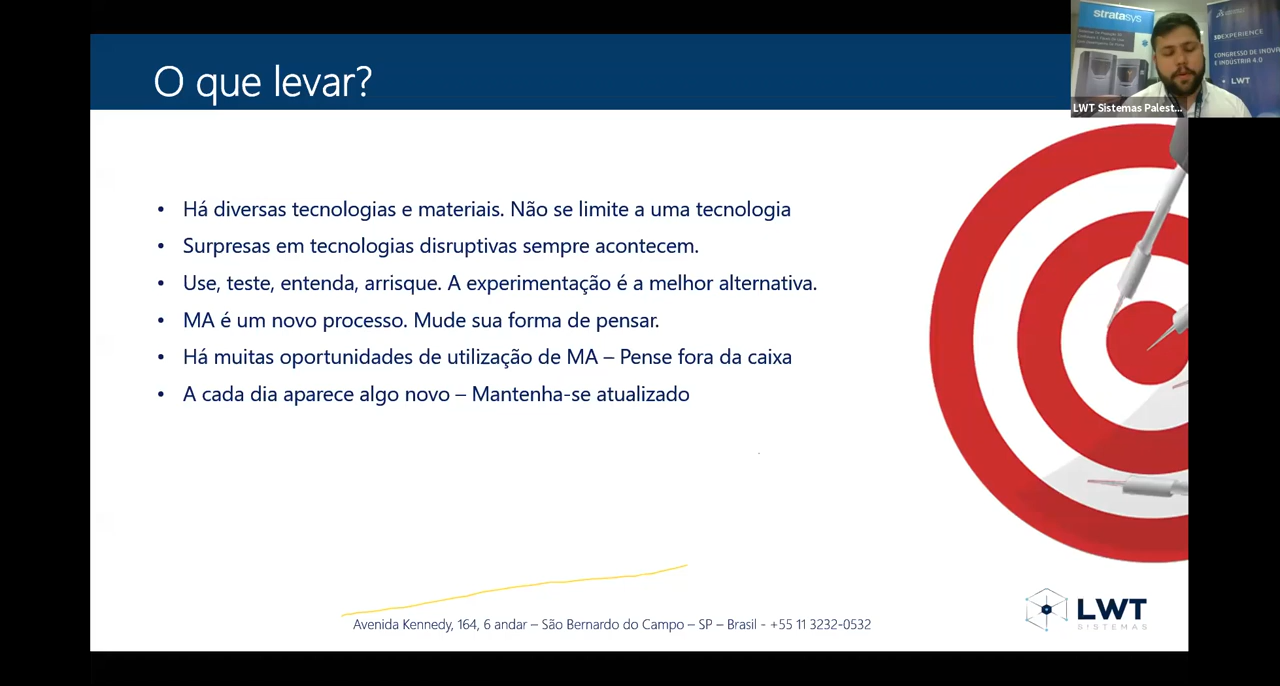 O que levar?
• Há diversas tecnologias e materiais. Não se limite a uma tecnologia
• Surpresas em tecnologias disruptivas sempre acontecem.
• Use, teste, entenda, arrisque. A experimentação é a melhor alternativa.
• MA é um novo processo. Mude sua forma de pensar.
• Há muitas oportunidades de utilização de MA – Pense fora da caixa
• A cada dia aparece algo novo – Mantenha-se atualizado
Avenida Kennedy, 164, 6 andar – São Bernardo do Campo – SP – Brasil - +55 11 3232-0532
LWT
SISTEMAS
stratasys
3DEXPERIENCE
CONGRESSO DE INOVA
E INDÚSTRIA 4.0
LWT
LWT Sistemas Palest...